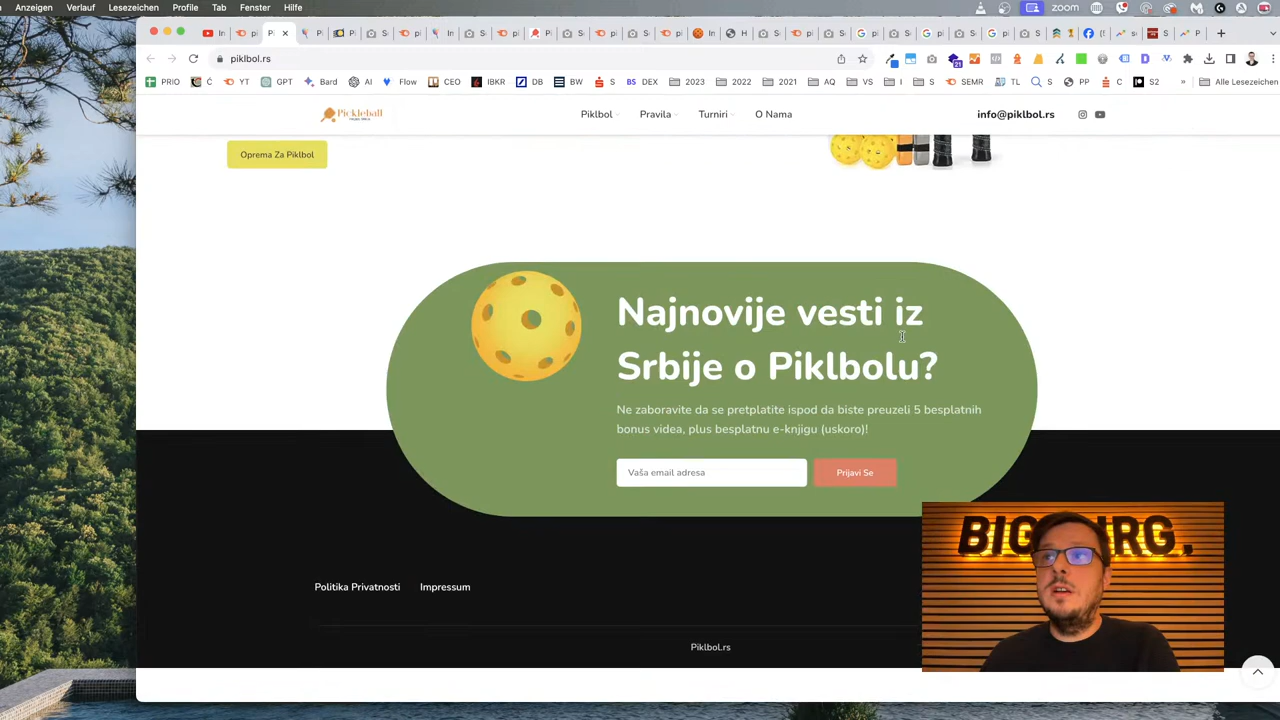 Anzeigen Verlauf Lesezeichen Profile Tab Fenster Hilfe
zoom
piklbol.rs
PRIO Ć YT GPT Bard AI Flow CEO IBKR DB BW S DEX 2023 2022 2021 AQ VS I S SEMR TL S PP C S2 » Alle Lesezeichen
Pickleball
Piklbol Pravila Turniri O Nama
info@piklbol.rs
Oprema Za Piklbol
Najnovije vesti iz
Srbije o Piklbolu?
Ne zaboravite da se pretplatite ispod da biste preuzeli 5 besplatnih
bonus videa, plus besplatnu e-knjigu (uskoro)!
Vaša email adresa
Prijavi Se
Politika Privatnosti Impressum
Piklbol.rs